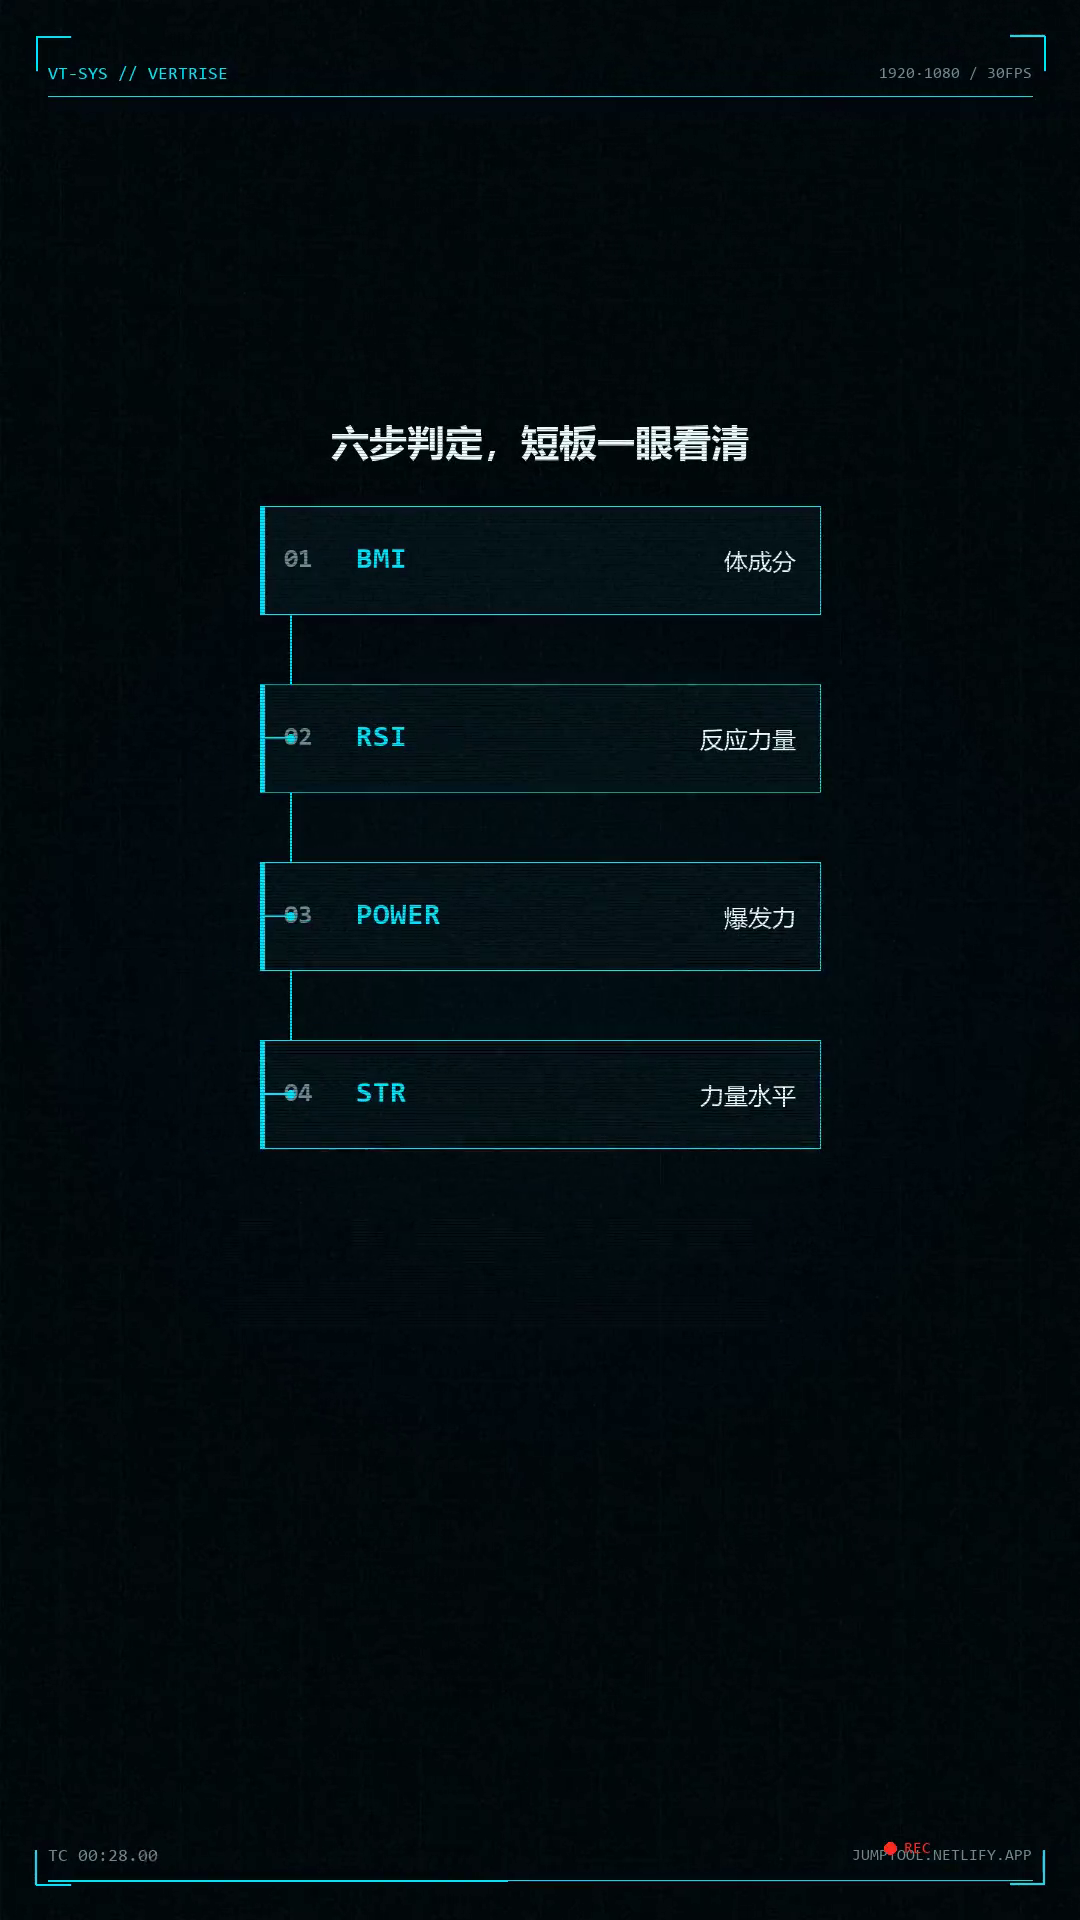 VT-SYS // VERTRISE
1920·1080 / 30FPS
六步判定，短板一眼看清
01 BMI 体成分
02 RSI 反应力量
03 POWER 爆发力
04 STR 力量水平
TC 00:28.00
REC
JUMPTOOL.NETLIFY.APP